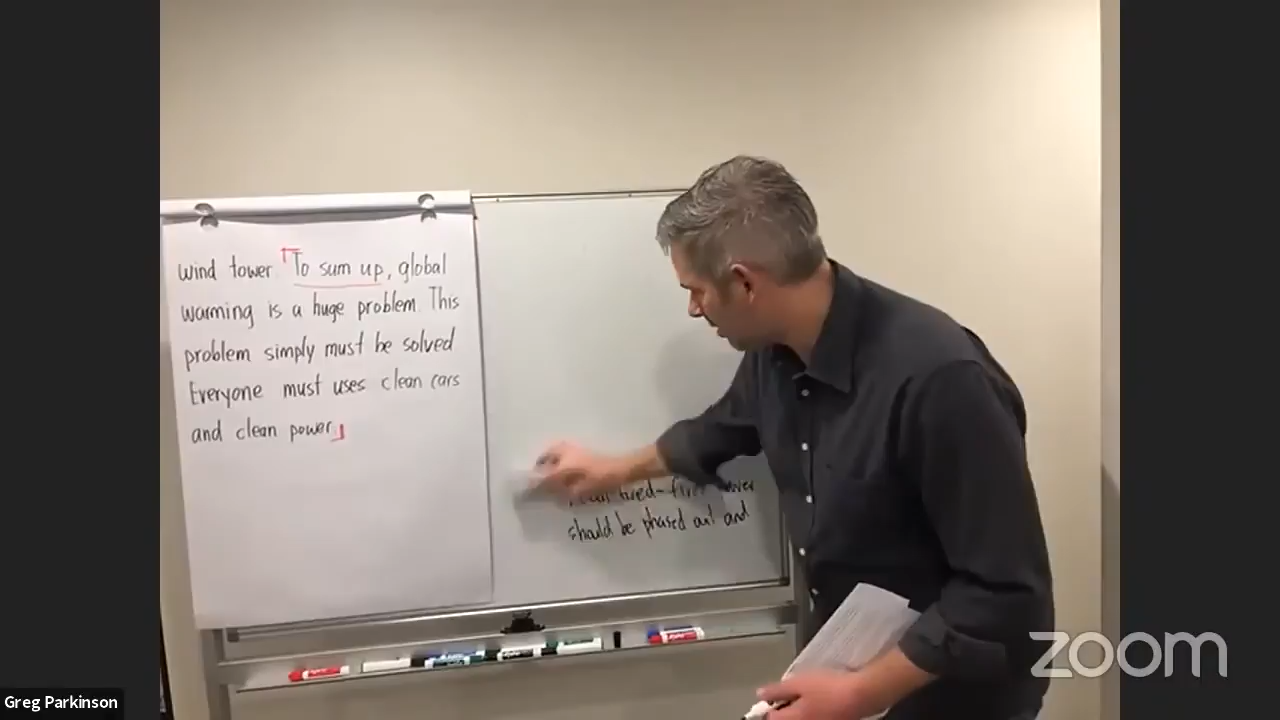 wind tower. To sum up, global
warming is a huge problem. This
problem simply must be solved
Everyone must uses clean cars
and clean power
should be phased out and
Greg Parkinson
zoom